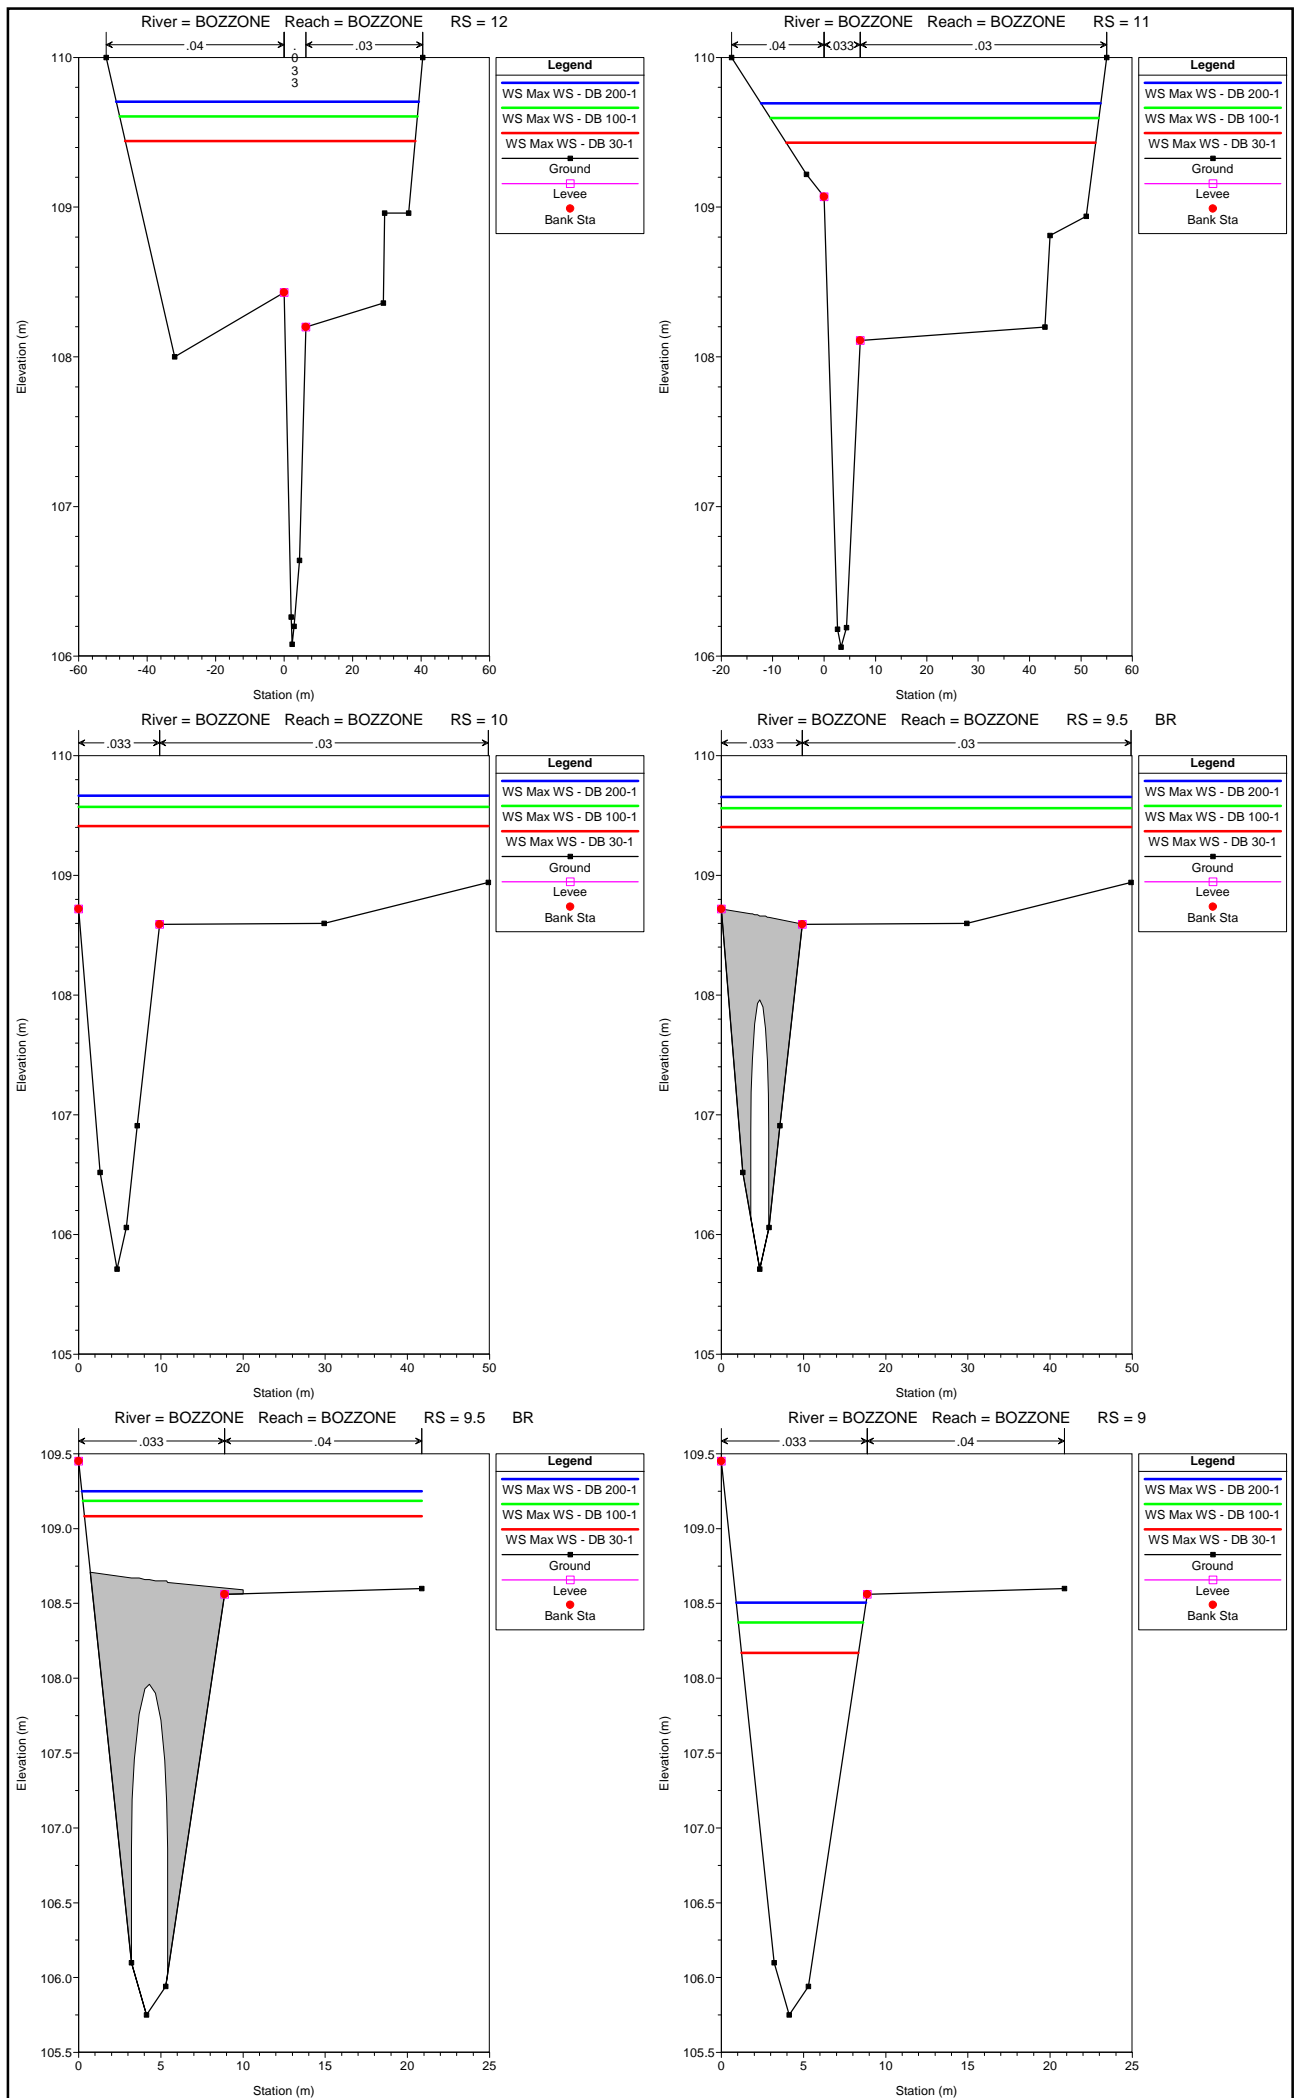 River = BOZZONE Reach = BOZZONE RS = 12
.04
.033
.03
Legend
WS Max WS - DB 200-1
WS Max WS - DB 100-1
WS Max WS - DB 30-1
Ground
Levee
Bank Sta
110
109
108
107
106
Elevation (m)
-60 -40 -20 0 20 40 60
Station (m)
River = BOZZONE Reach = BOZZONE RS = 11
.04 .033 .03
Legend
WS Max WS - DB 200-1
WS Max WS - DB 100-1
WS Max WS - DB 30-1
Ground
Levee
Bank Sta
110
109
108
107
106
Elevation (m)
-20 -10 0 10 20 30 40 50 60
Station (m)
River = BOZZONE Reach = BOZZONE RS = 10
.033 .03
Legend
WS Max WS - DB 200-1
WS Max WS - DB 100-1
WS Max WS - DB 30-1
Ground
Levee
Bank Sta
110
109
108
107
106
105
Elevation (m)
0 10 20 30 40 50
Station (m)
River = BOZZONE Reach = BOZZONE RS = 9.5 BR
.033 .03
Legend
WS Max WS - DB 200-1
WS Max WS - DB 100-1
WS Max WS - DB 30-1
Ground
Levee
Bank Sta
110
109
108
107
106
105
Elevation (m)
0 10 20 30 40 50
Station (m)
River = BOZZONE Reach = BOZZONE RS = 9.5 BR
.033 .04
Legend
WS Max WS - DB 200-1
WS Max WS - DB 100-1
WS Max WS - DB 30-1
Ground
Levee
Bank Sta
109.5
109.0
108.5
108.0
107.5
107.0
106.5
106.0
105.5
Elevation (m)
0 5 10 15 20 25
Station (m)
River = BOZZONE Reach = BOZZONE RS = 9
.033 .04
Legend
WS Max WS - DB 200-1
WS Max WS - DB 100-1
WS Max WS - DB 30-1
Ground
Levee
Bank Sta
109.5
109.0
108.5
108.0
107.5
107.0
106.5
106.0
105.5
Elevation (m)
0 5 10 15 20 25
Station (m)